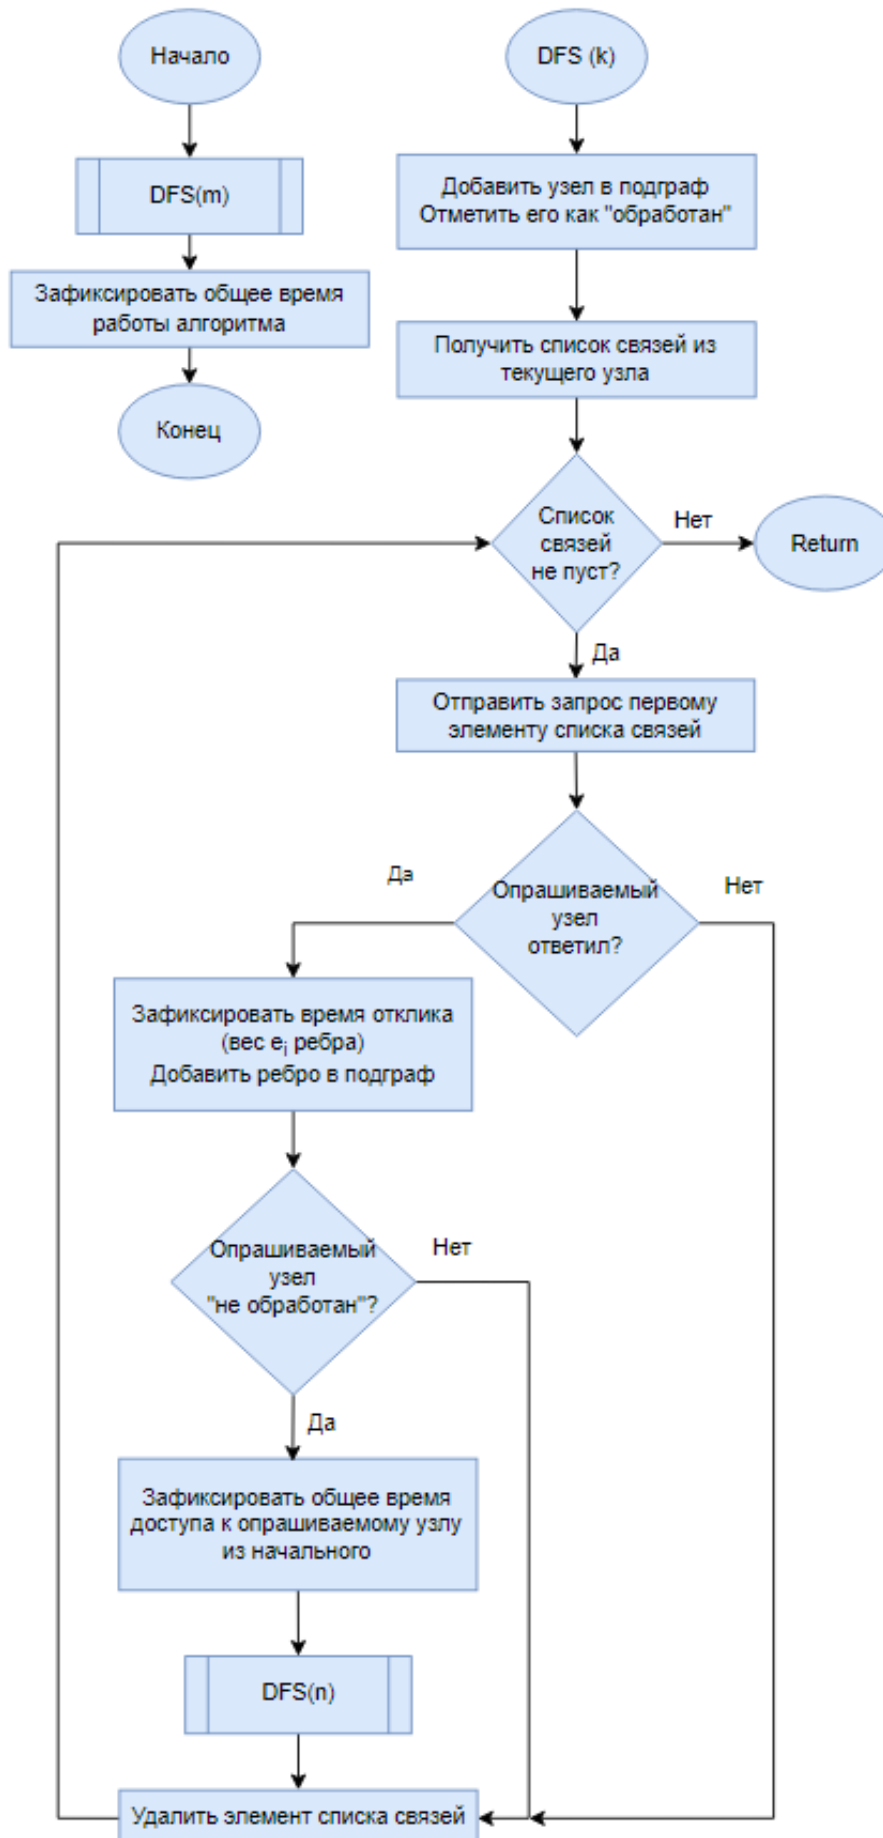 Начало
DFS(m)
Зафиксировать общее время
работы алгоритма
Конец
DFS (k)
Добавить узел в подграф
Отметить его как "обработан"
Получить список связей из
текущего узла
Список
связей
не пуст?
Нет
Return
Да
Отправить запрос первому
элементу списка связей
Опрашиваемый
узел
ответил?
Да
Нет
Зафиксировать время отклика
(вес eᵢ ребра)
Добавить ребро в подграф
Опрашиваемый
узел
"не обработан"?
Нет
Да
Зафиксировать общее время
доступа к опрашиваемому узлу
из начального
DFS(n)
Удалить элемент списка связей